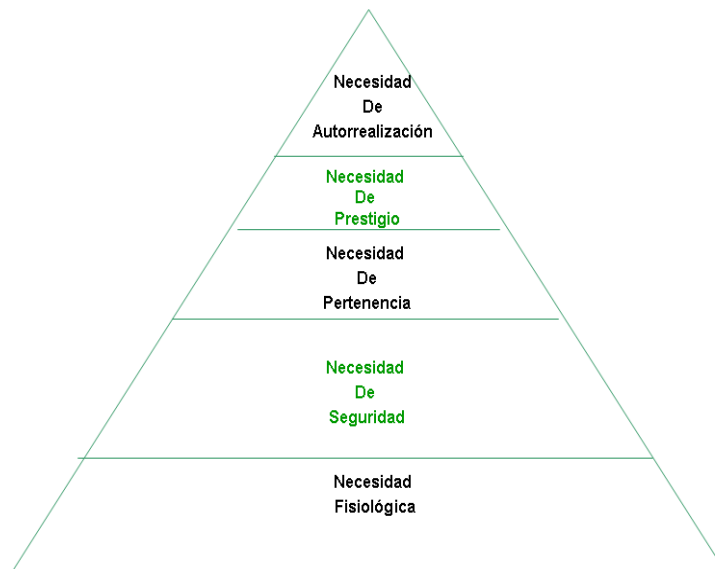 Necesidad
De
Autorrealización
Necesidad
De
Prestigio
Necesidad
De
Pertenencia
Necesidad
De
Seguridad
Necesidad
Fisiológica